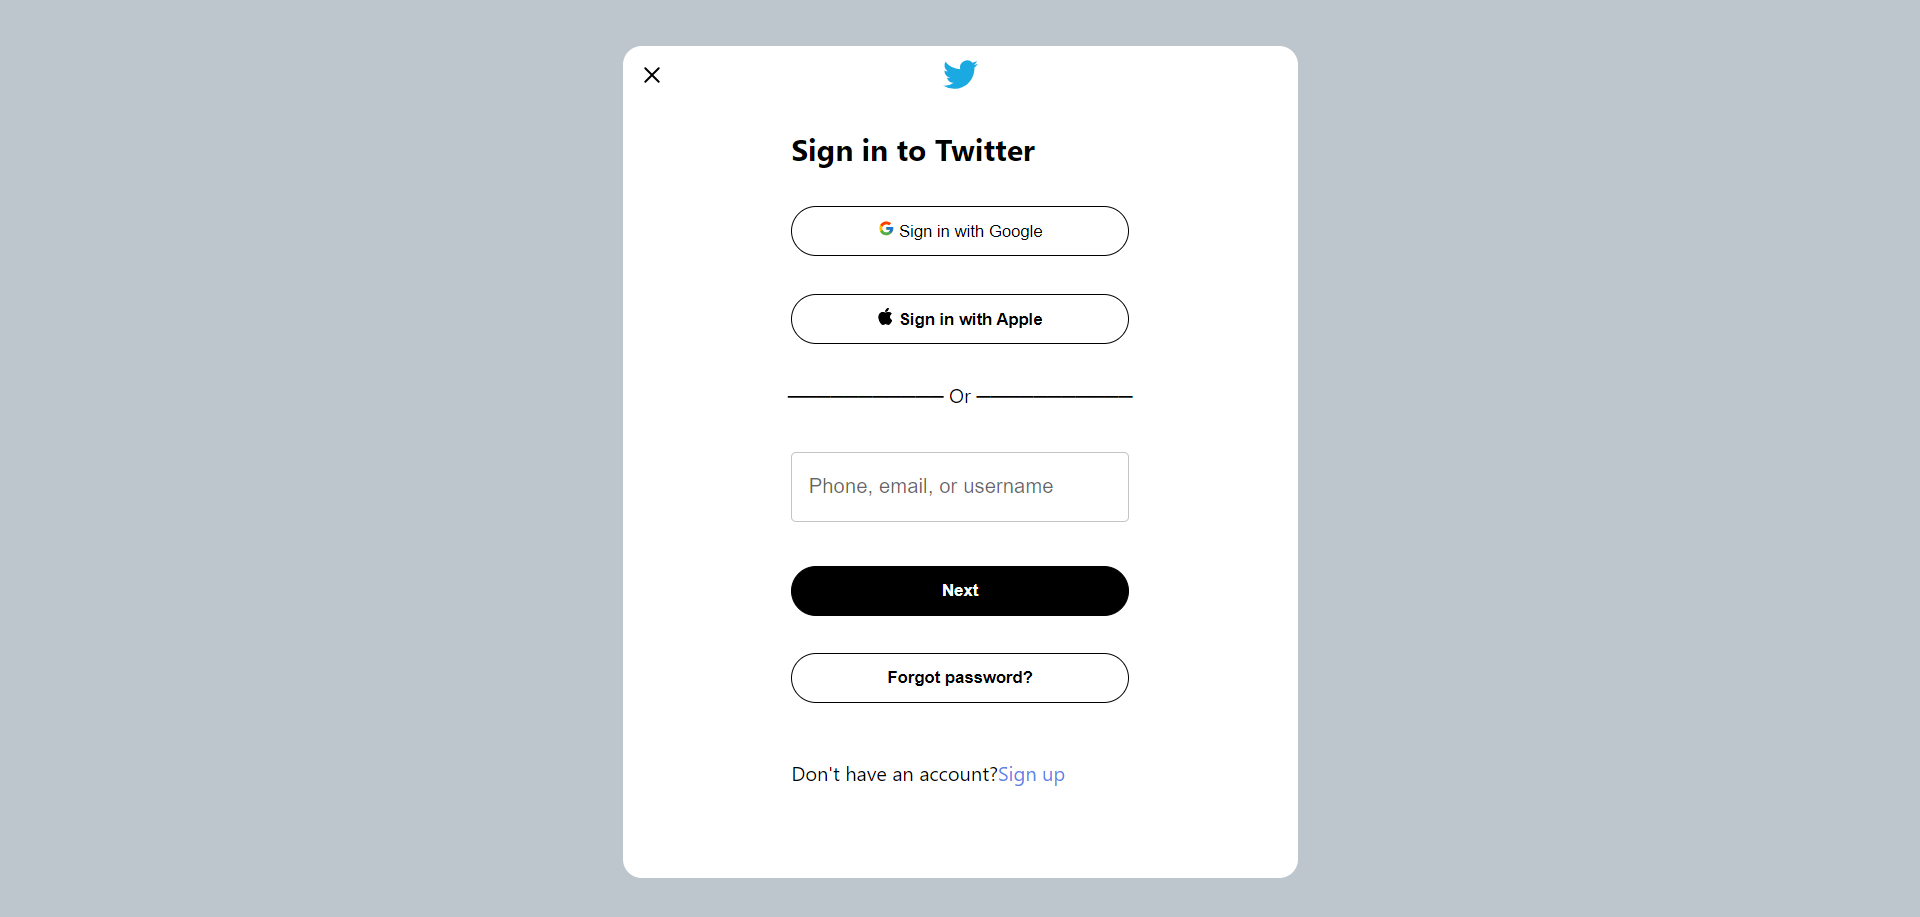 Sign in to Twitter
Sign in with Google
Sign in with Apple
Or
Phone, email, or username
Next
Forgot password?
Don't have an account?Sign up